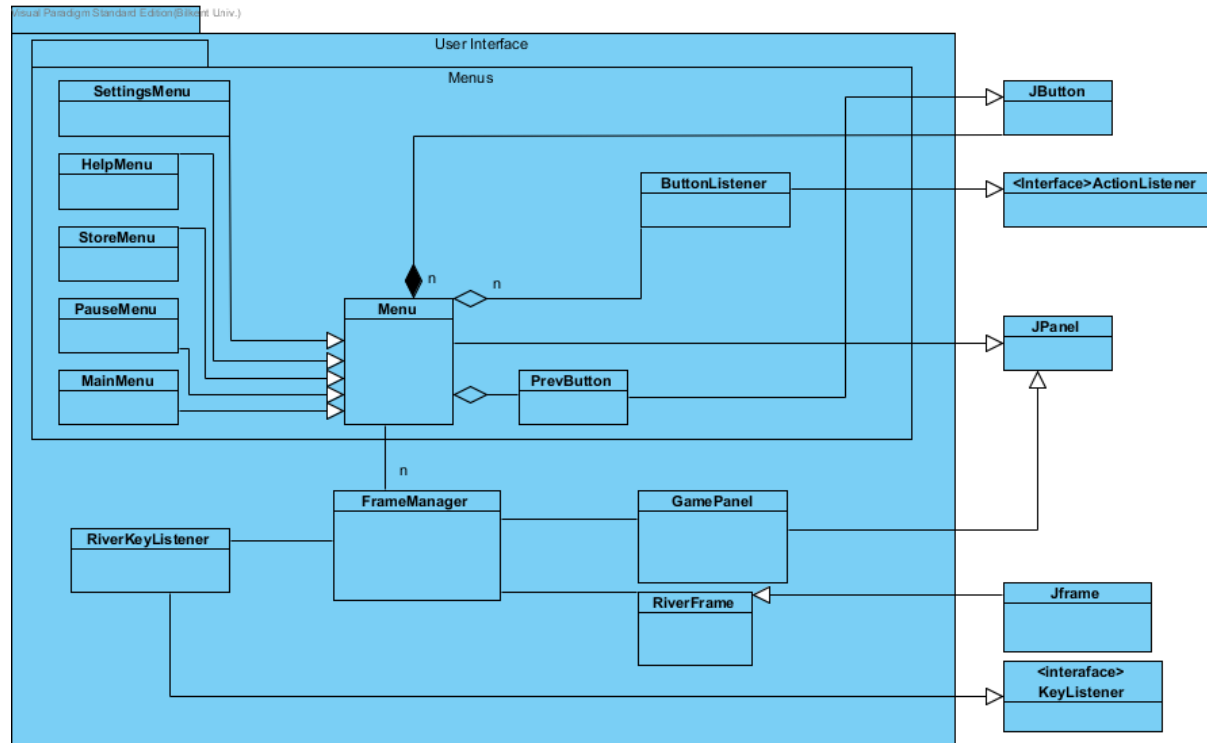 Visual Paradigm Standard Edition(Bilkent Univ.)
User Interface
Menus
SettingsMenu
JButton
HelpMenu
ButtonListener
<Interface>ActionListener
StoreMenu
n
n
PauseMenu
Menu
JPanel
MainMenu
PrevButton
n
FrameManager
GamePanel
RiverKeyListener
RiverFrame
Jframe
<interaface>
KeyListener